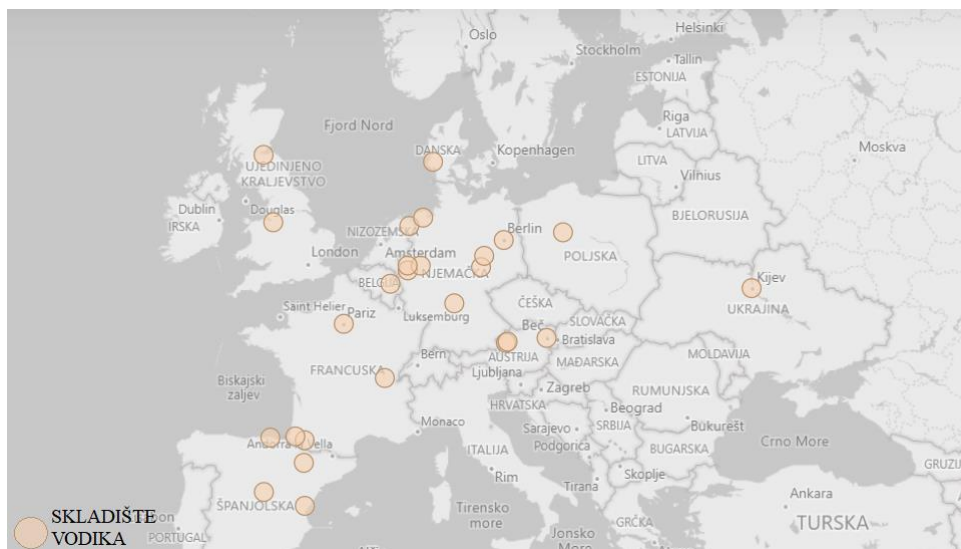 Oslo
Helsinki
Stockholm
Tallin
ESTONIJA
Fjord Nord
Riga
LATVIJA
Moskva
DANSKA
Kopenhagen
UJEDINJENO
KRALJEVSTVO
LITVA
Vilnius
Dublin
IRSKA
Douglas
BJELORUSIJA
NIZOZEMSKA
Berlin
London
Amsterdam
POLJSKA
NJEMAČKA
BELGIJA
Kijev
UKRAJINA
Saint Helier
Pariz
Luksemburg
ČEŠKA
SLOVAČKA
Beč
Bratislava
Bern
AUSTRIJA
MAĐARSKA
MOLDAVIJA
Ljubljana
FRANCUSKA
Zagreb
RUMUNJSKA
Biskajski
zaljev
HRVATSKA
Beograd
Monaco
Sarajevo
SRBIJA
Bukurešt
Andorra
ITALIJA
Podgorica
BUGARSKA
Crno More
Rim
Skoplje
GRUZIJ
Tirana
ŠPANJOLSKA
Tirensko
more
Ankara
TURSKA
GRČKA
Jonsko
PORTUGAL
SKLADIŠTE
VODIKA